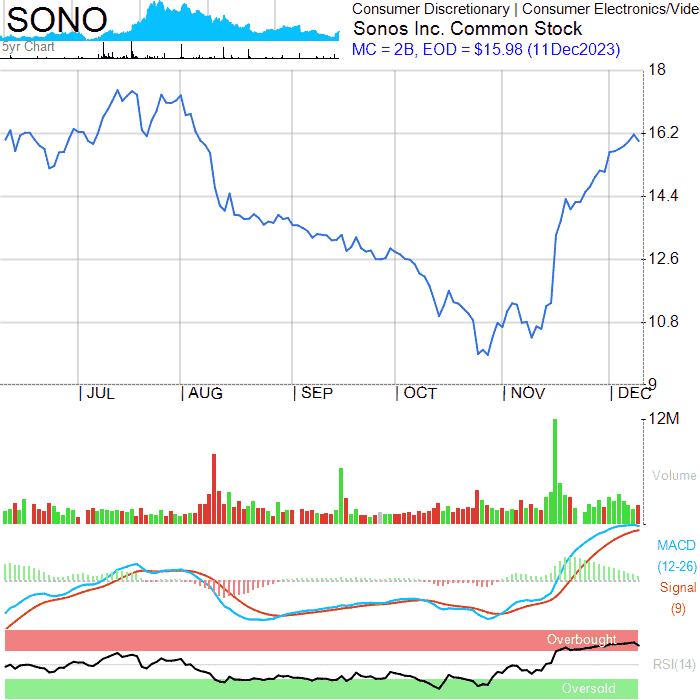 SONO
5yr Chart
Consumer Discretionary | Consumer Electronics/Vide
Sonos Inc. Common Stock
MC = 2B, EOD = $15.98 (11Dec2023)
18
16.2
14.4
12.6
10.8
9
| JUL
| AUG
| SEP
| OCT
| NOV
| DEC
12M
Volume
MACD
(12-26)
Signal
(9)
Overbought
RSI(14)
Oversold